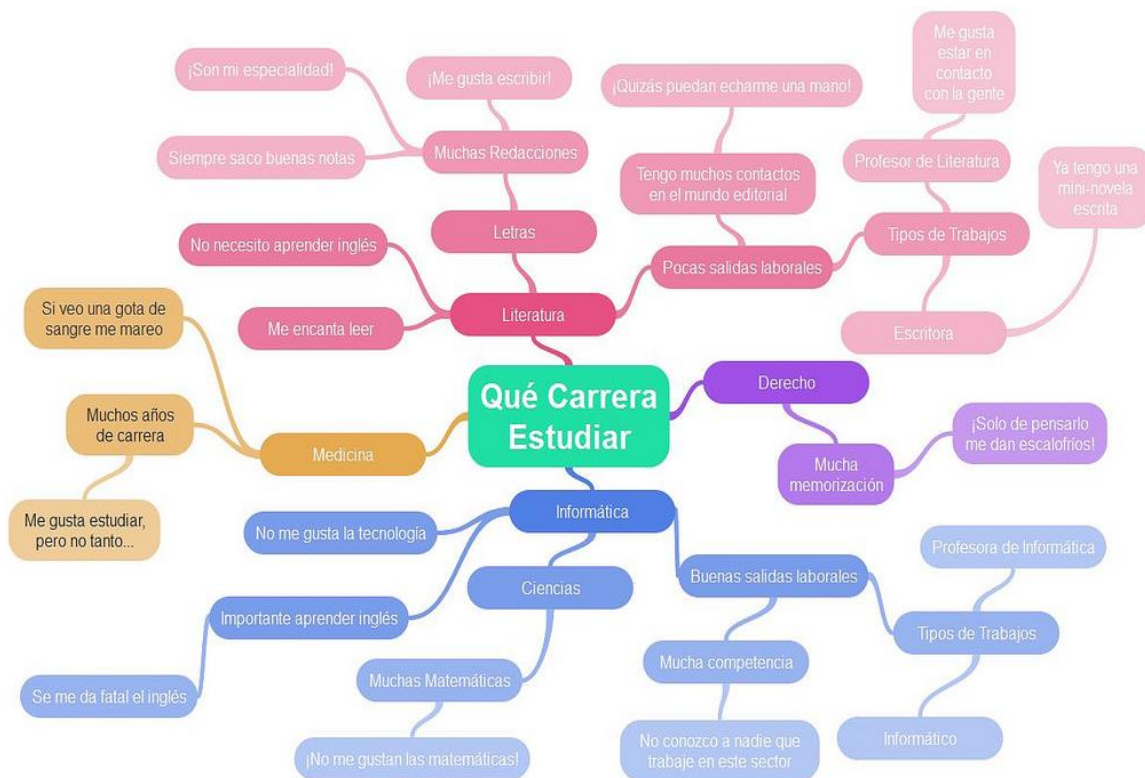 Qué Carrera
Estudiar
Literatura
Letras
Muchas Redacciones
¡Son mi especialidad!
¡Me gusta escribir!
Siempre saco buenas notas
No necesito aprender inglés
Me encanta leer
Pocas salidas laborales
Tengo muchos contactos
en el mundo editorial
¡Quizás puedan echarme una mano!
Tipos de Trabajos
Profesor de Literatura
Me gusta
estar en
contacto
con la gente
Escritora
Ya tengo una
mini-novela
escrita
Derecho
Mucha
memorización
¡Solo de pensarlo
me dan escalofríos!
Medicina
Si veo una gota de
sangre me mareo
Muchos años
de carrera
Me gusta estudiar,
pero no tanto...
Informática
No me gusta la tecnología
Importante aprender inglés
Se me da fatal el inglés
Ciencias
Muchas Matemáticas
¡No me gustan las matemáticas!
Buenas salidas laborales
Mucha competencia
No conozco a nadie que
trabaje en este sector
Tipos de Trabajos
Profesora de Informática
Informático